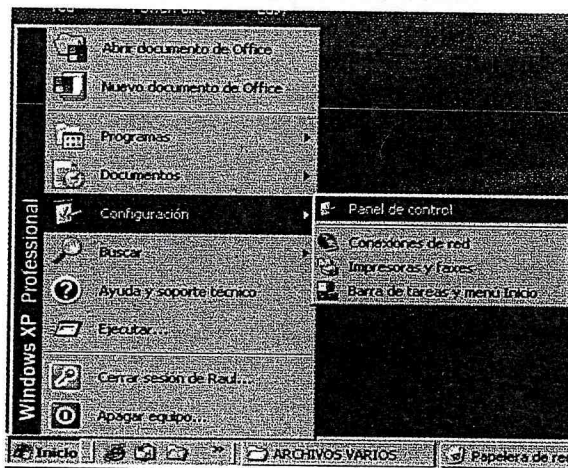 Abrir documento de Office
Nuevo documento de Office
Programas
Documentos
Configuración
Buscar
Ayuda y soporte técnico
Ejecutar...
Cerrar sesión de Raul...
Apagar equipo...
Windows XP Professional
Panel de control
Conexiones de red
Impresoras y faxes
Barra de tareas y menú Inicio
Inicio
»
ARCHIVOS VARIOS
Papelera de rec